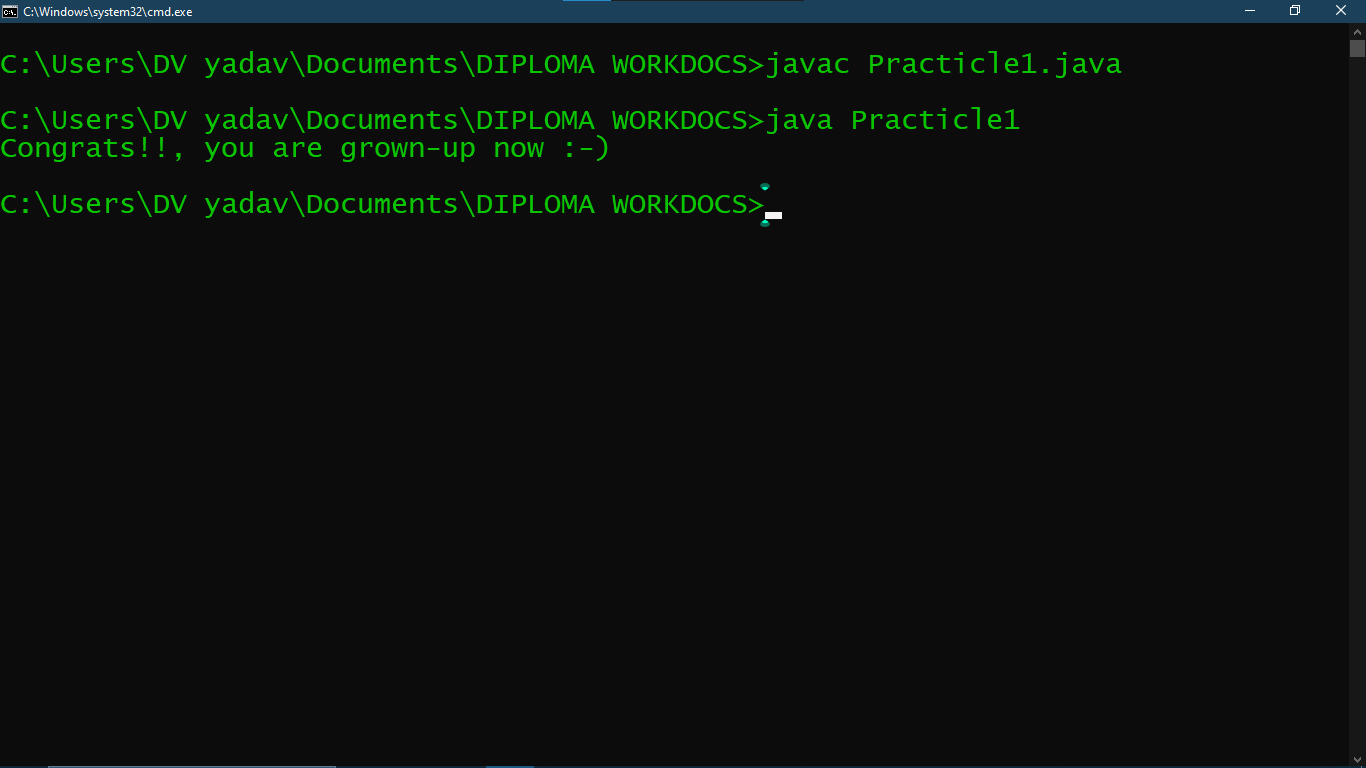 C:\Windows\system32\cmd.exe
C:\Users\DV yadav\Documents\DIPLOMA WORKDOCS>javac Practicle1.java
C:\Users\DV yadav\Documents\DIPLOMA WORKDOCS>java Practicle1
Congrats!!, you are grown-up now :-)
C:\Users\DV yadav\Documents\DIPLOMA WORKDOCS>